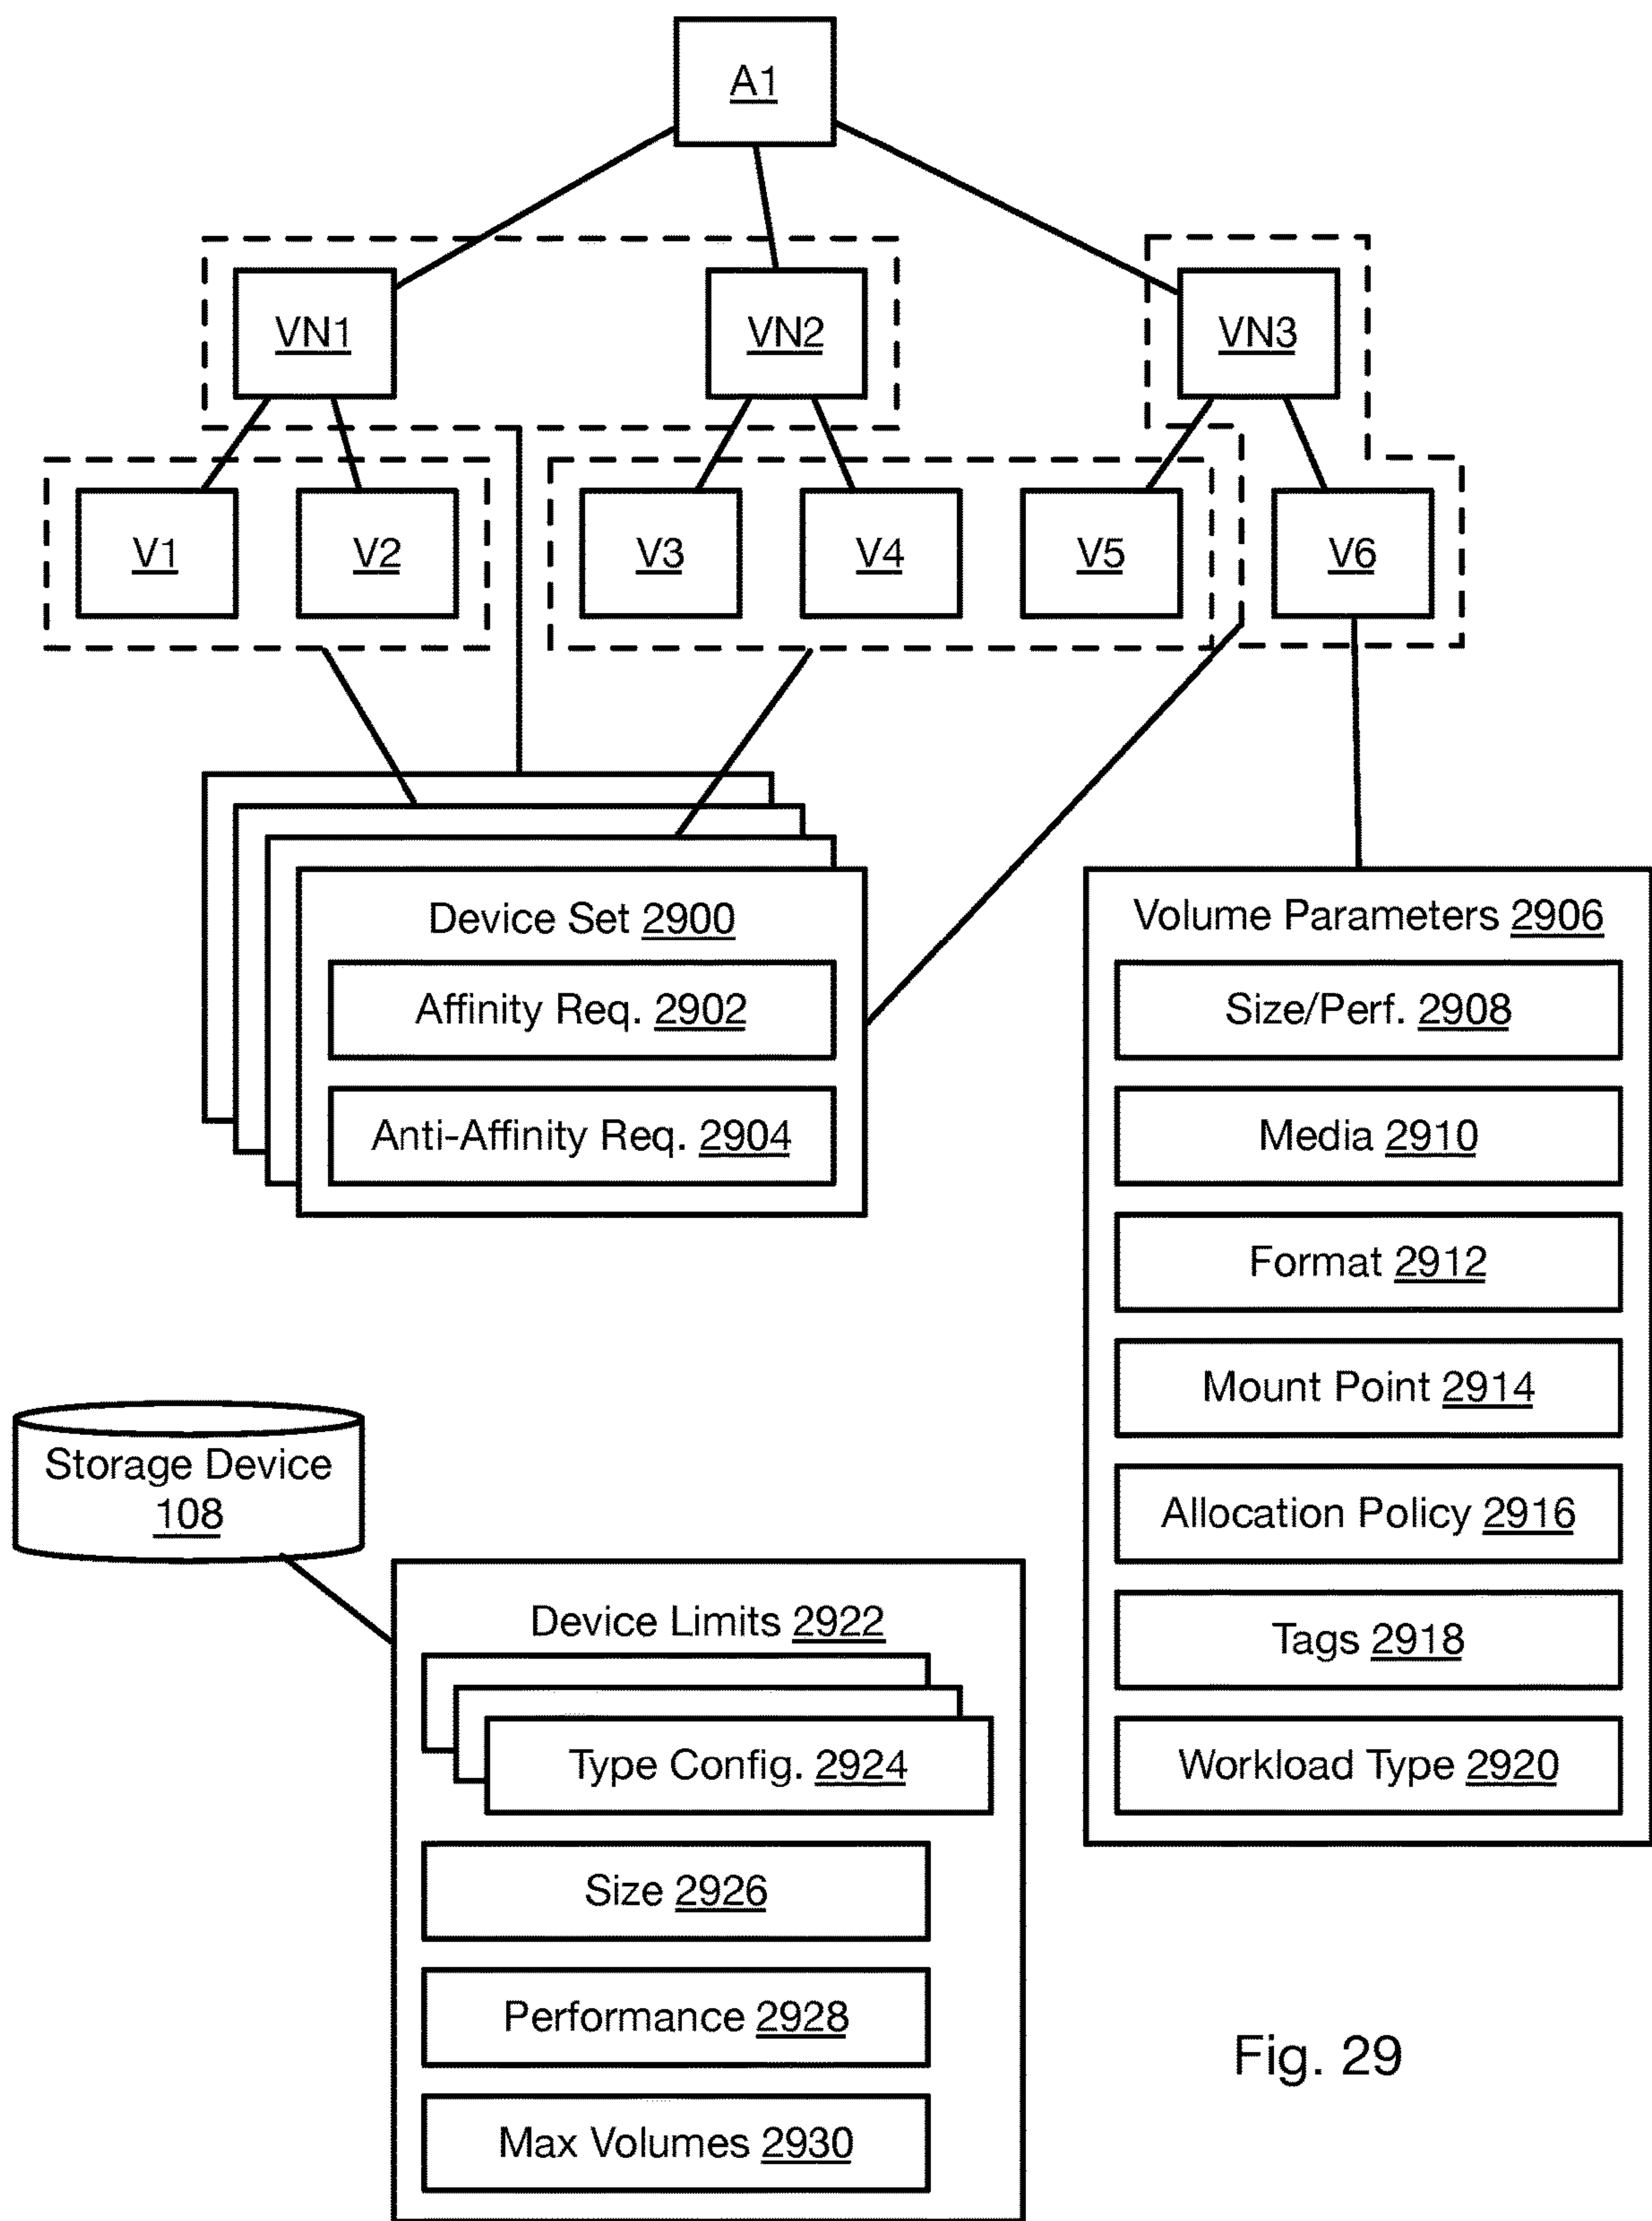 A1
VN1
VN2
VN3
V1
V2
V3
V4
V5
V6
Device Set 2900
Affinity Req. 2902
Anti-Affinity Req. 2904
Volume Parameters 2906
Size/Perf. 2908
Media 2910
Format 2912
Mount Point 2914
Allocation Policy 2916
Tags 2918
Workload Type 2920
Storage Device
108
Device Limits 2922
Type Config. 2924
Size 2926
Performance 2928
Max Volumes 2930
Fig. 29